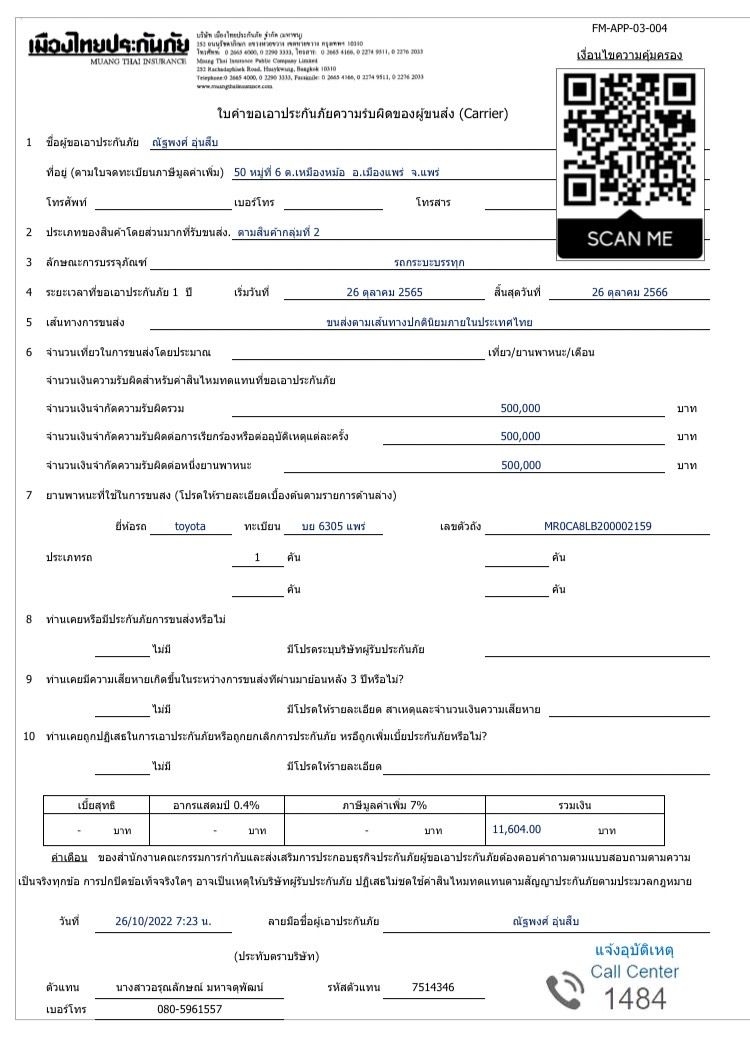 FM-APP-03-004
เมืองไทยประกันภัย
MUANG THAI INSURANCE
บริษัท เมืองไทยประกันภัย จำกัด (มหาชน)
252 ถนนรัชดาภิเษก แขวงห้วยขวาง เขตห้วยขวาง กรุงเทพฯ 10310
โทรศัพท์: 0 2665 4000, 0 2290 3333, โทรสาร: 0 2665 4166, 0 2274 9511, 0 2276 2033
Muang Thai Insurance Public Company Limited
252 Rachadaphisek Road, Huaykwang, Bangkok 10310
Telephone:0 2665 4000, 0 2290 3333, Facsimile: 0 2665 4166, 0 2274 9511, 0 2276 2033
www.muangthaiinsurance.com
เงื่อนไขความคุ้มครอง
SCAN ME
ใบคำขอเอาประกันภัยความรับผิดของผู้ขนส่ง (Carrier)
1 ชื่อผู้ขอเอาประกันภัย ณัฐพงศ์ อุ่นสืบ
ที่อยู่ (ตามใบจดทะเบียนภาษีมูลค่าเพิ่ม) 50 หมู่ที่ 6 ต.เหมืองหม้อ อ.เมืองแพร่ จ.แพร่
โทรศัพท์ เบอร์โทร โทรสาร
2 ประเภทของสินค้าโดยส่วนมากที่รับขนส่ง. ตามสินค้ากลุ่มที่ 2
3 ลักษณะการบรรจุภัณฑ์ รถกระบะบรรทุก
4 ระยะเวลาที่ขอเอาประกันภัย 1 ปี เริ่มวันที่ 26 ตุลาคม 2565 สิ้นสุดวันที่ 26 ตุลาคม 2566
5 เส้นทางการขนส่ง ขนส่งตามเส้นทางปกตินิยมภายในประเทศไทย
6 จำนวนเที่ยวในการขนส่งโดยประมาณ เที่ยว/ยานพาหนะ/เดือน
จำนวนเงินความรับผิดสำหรับค่าสินไหมทดแทนที่ขอเอาประกันภัย
จำนวนเงินจำกัดความรับผิดรวม 500,000 บาท
จำนวนเงินจำกัดความรับผิดต่อการเรียกร้องหรือต่ออุบัติเหตุแต่ละครั้ง 500,000 บาท
จำนวนเงินจำกัดความรับผิดต่อหนึ่งยานพาหนะ 500,000 บาท
7 ยานพาหนะที่ใช้ในการขนส่ง (โปรดให้รายละเอียดเบื้องต้นตามรายการด้านล่าง)
ยี่ห้อรถ toyota ทะเบียน บย 6305 แพร่ เลขตัวถัง MR0CA8LB200002159
ประเภทรถ 1 คัน คัน
คัน คัน
8 ท่านเคยหรือมีประกันภัยการขนส่งหรือไม่
ไม่มี มีโปรดระบุบริษัทผู้รับประกันภัย
9 ท่านเคยมีความเสียหายเกิดขึ้นในระหว่างการขนส่งที่ผ่านมาย้อนหลัง 3 ปีหรือไม่?
ไม่มี มีโปรดให้รายละเอียด สาเหตุและจำนวนเงินความเสียหาย
10 ท่านเคยถูกปฏิเสธในการเอาประกันภัยหรือถูกยกเลิกการประกันภัย หรือถูกเพิ่มเบี้ยประกันภัยหรือไม่?
ไม่มี มีโปรดให้รายละเอียด
เบี้ยสุทธิ อากรแสตมป์ 0.4% ภาษีมูลค่าเพิ่ม 7% รวมเงิน
- บาท - บาท - บาท 11,604.00 บาท
คำเตือน ของสำนักงานคณะกรรมการกำกับและส่งเสริมการประกอบธุรกิจประกันภัยผู้ขอเอาประกันภัยต้องตอบคำถามตามแบบสอบถามตามความ
เป็นจริงทุกข้อ การปกปิดข้อเท็จจริงใดๆ อาจเป็นเหตุให้บริษัทผู้รับประกันภัย ปฏิเสธไม่ชดใช้ค่าสินไหมทดแทนตามสัญญาประกันภัยตามประมวลกฎหมาย
วันที่ 26/10/2022 7:23 น. ลายมือชื่อผู้เอาประกันภัย ณัฐพงศ์ อุ่นสืบ
(ประทับตราบริษัท)
ตัวแทน นางสาวอรุณลักษณ์ มหาจตุพัฒน์ รหัสตัวแทน 7514346
เบอร์โทร 080-5961557
แจ้งอุบัติเหตุ
Call Center
1484